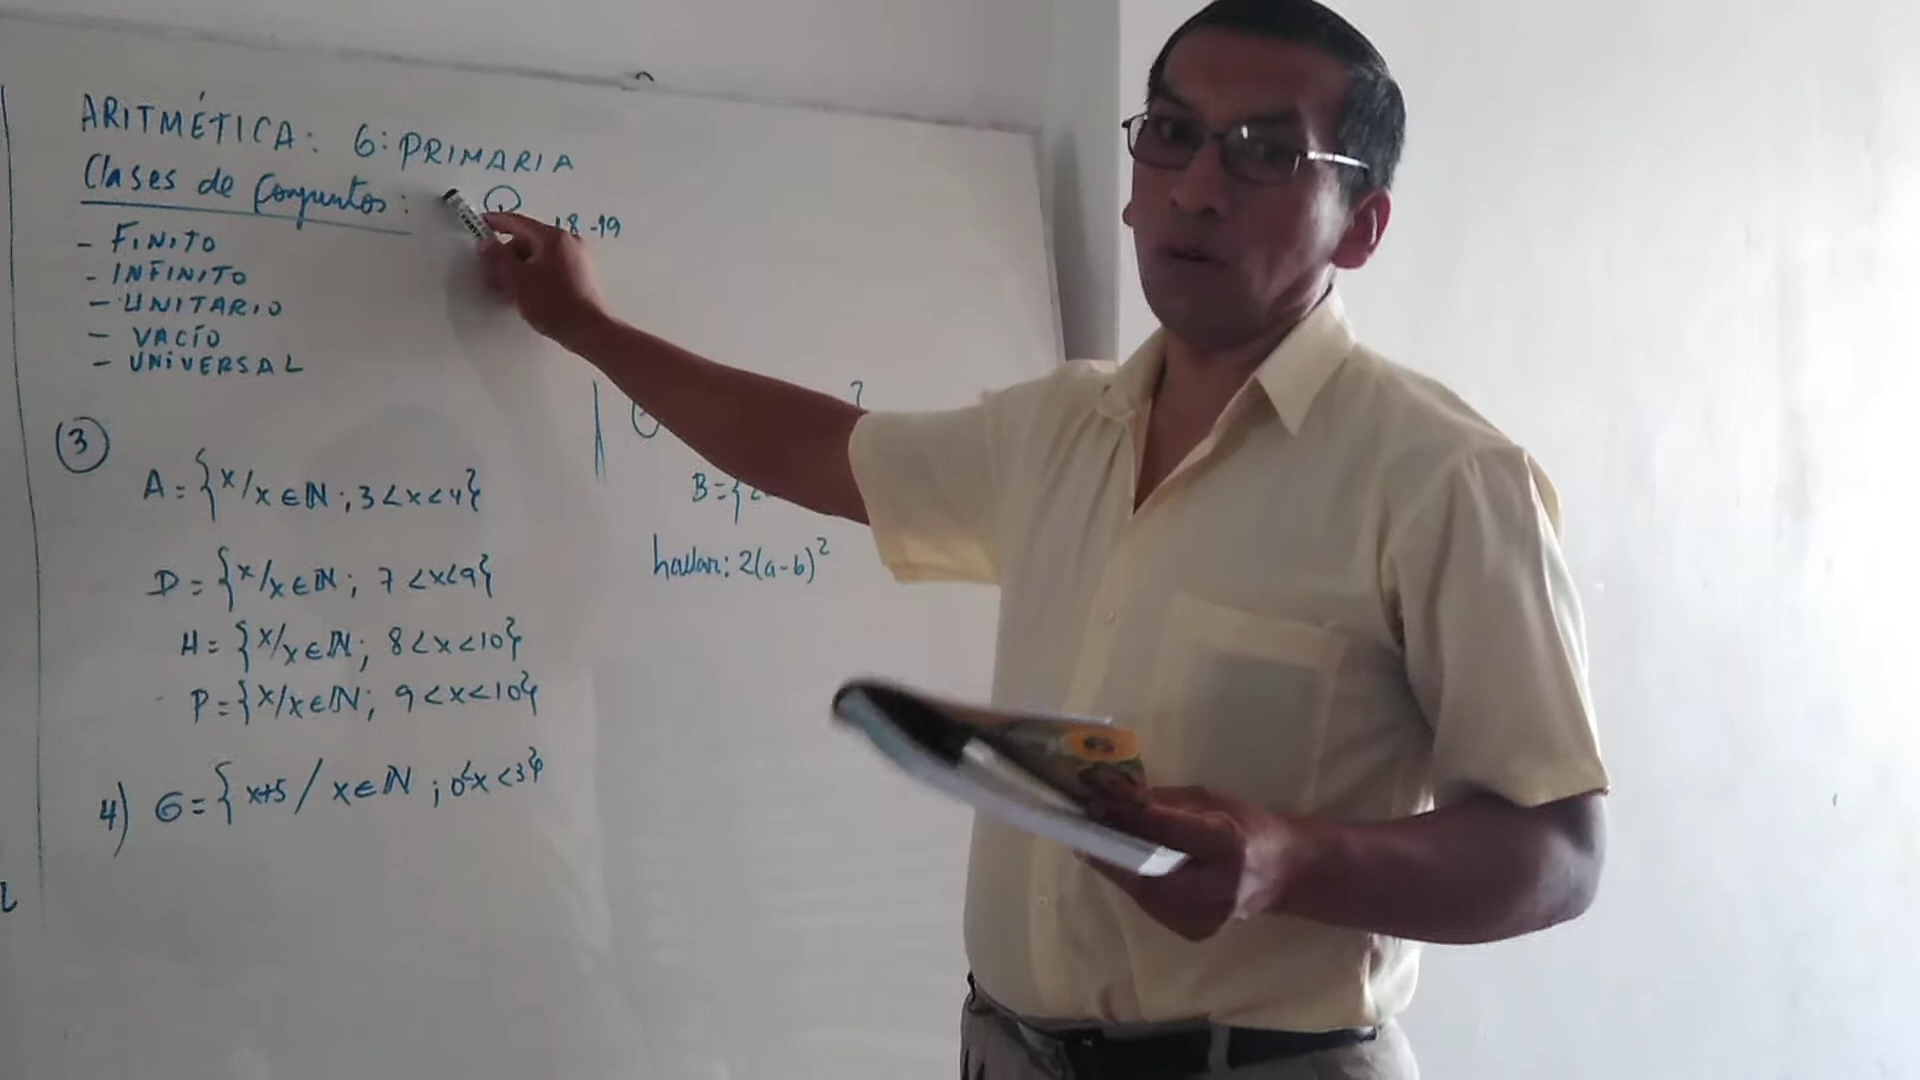 ARITMÉTICA: 6: PRIMARIA
Clases de Conjuntos:
18-19
- FINITO
- INFINITO
- UNITARIO
- VACÍO
- UNIVERSAL
3
A = {x/x ∈ ℕ ; 3 < x < 4}
D = {x/x ∈ ℕ ; 7 < x < 9}
H = {x/x ∈ ℕ ; 8 < x < 10}
P = {x/x ∈ ℕ ; 9 < x < 10}
4) G = {x+5 / x ∈ ℕ ; 0 < x < 3}
B = {
hallar: 2(a-b)²